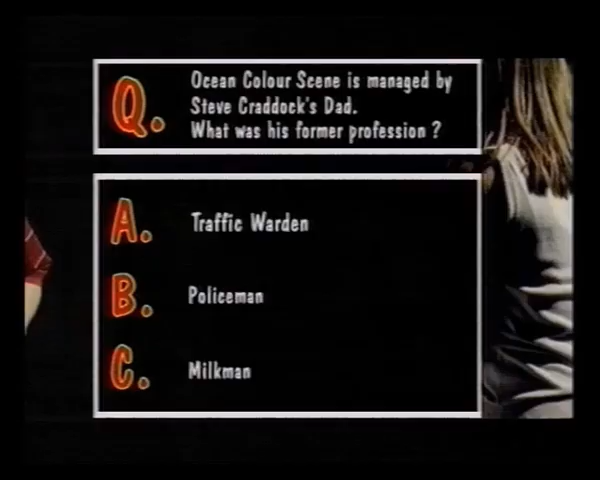 Q.
Ocean Colour Scene is managed by
Steve Craddock's Dad.
What was his former profession ?
A. Traffic Warden
B. Policeman
C. Milkman